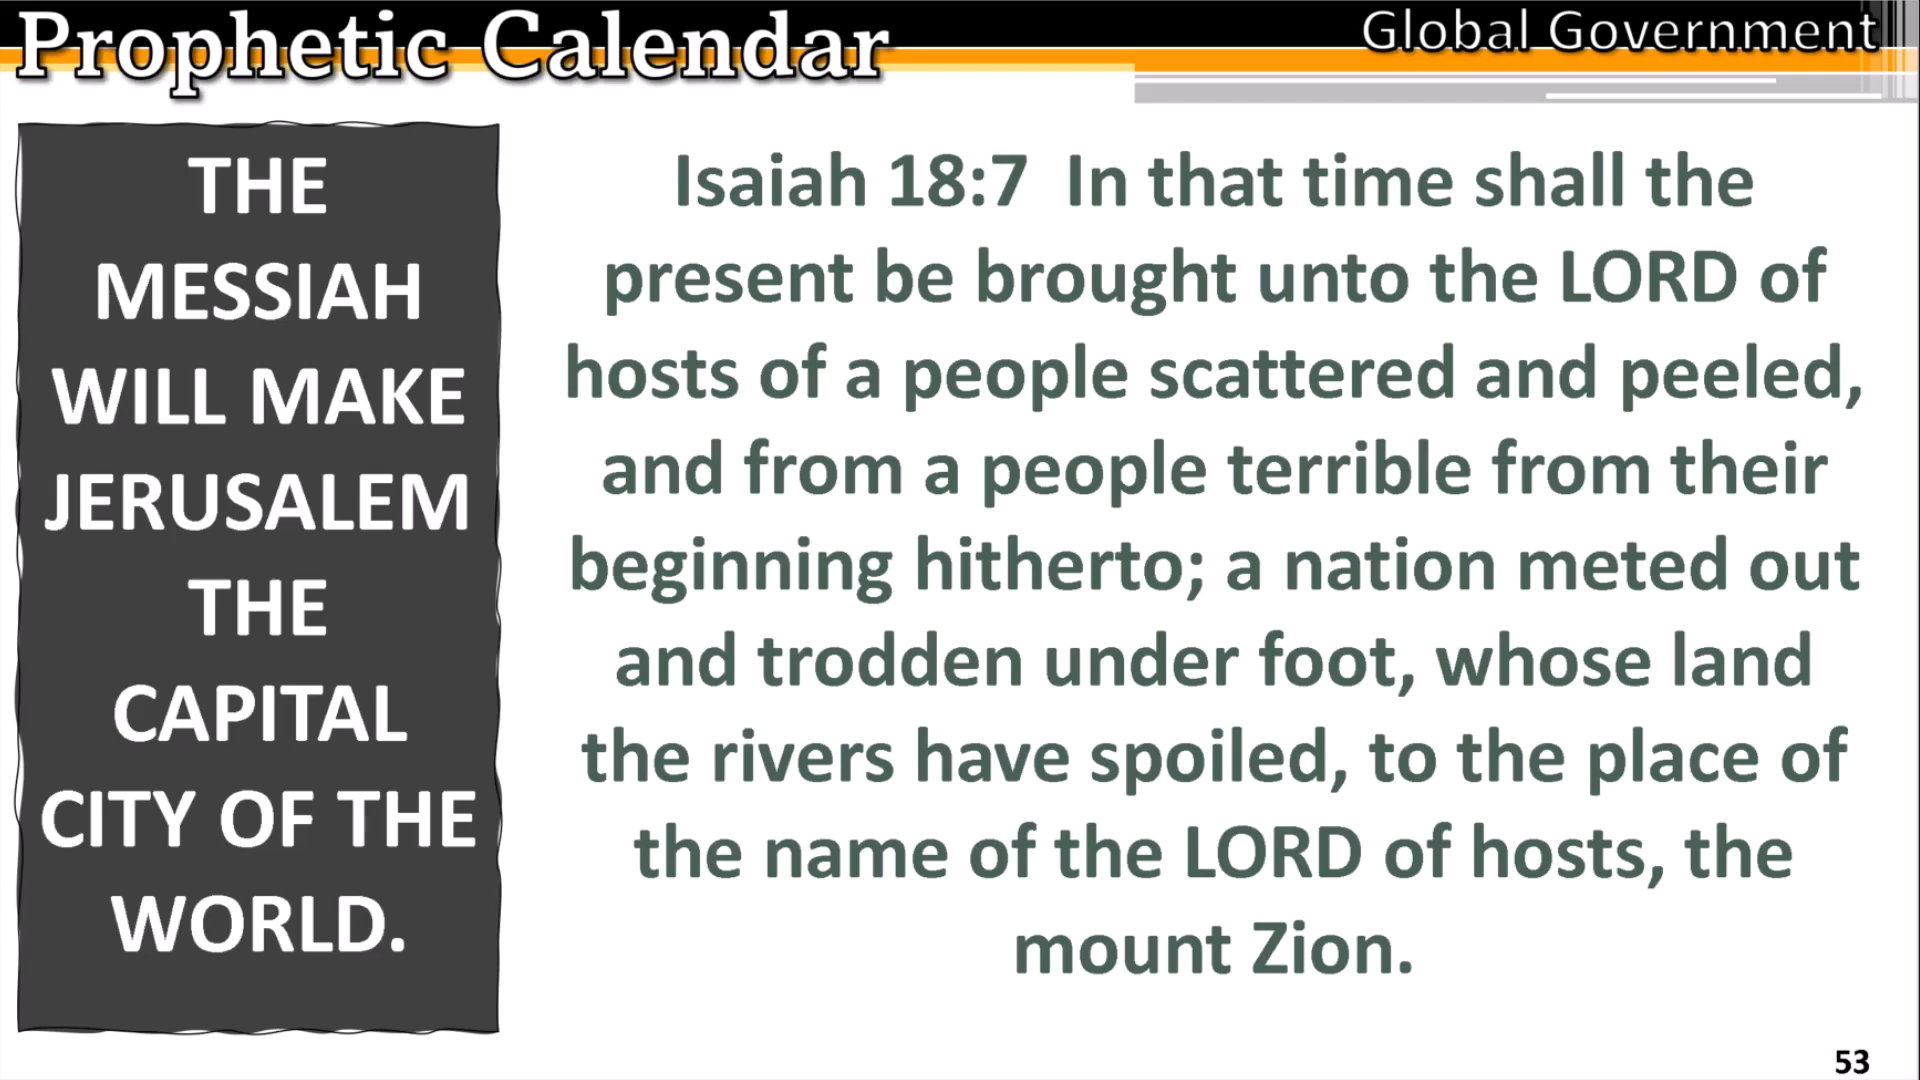 Prophetic Calendar
Global Government
THE
MESSIAH
WILL MAKE
JERUSALEM
THE
CAPITAL
CITY OF THE
WORLD.
Isaiah 18:7  In that time shall the
present be brought unto the LORD of
hosts of a people scattered and peeled,
and from a people terrible from their
beginning hitherto; a nation meted out
and trodden under foot, whose land
the rivers have spoiled, to the place of
the name of the LORD of hosts, the
mount Zion.
53